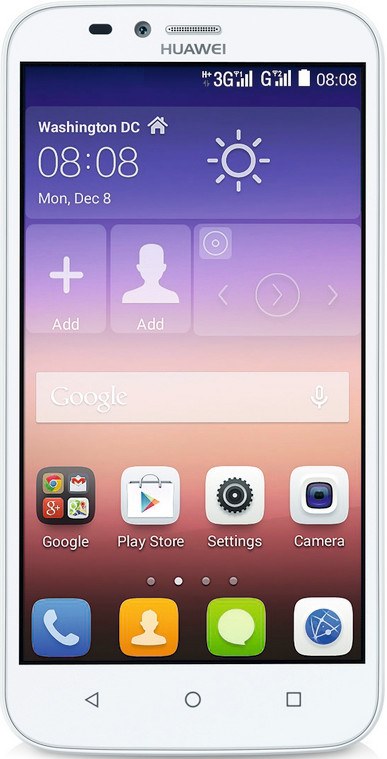 HUAWEI
H+ 3G G 08:08
Washington DC
08:08
Mon, Dec 8
Add Add
Google
Google Play Store Settings Camera